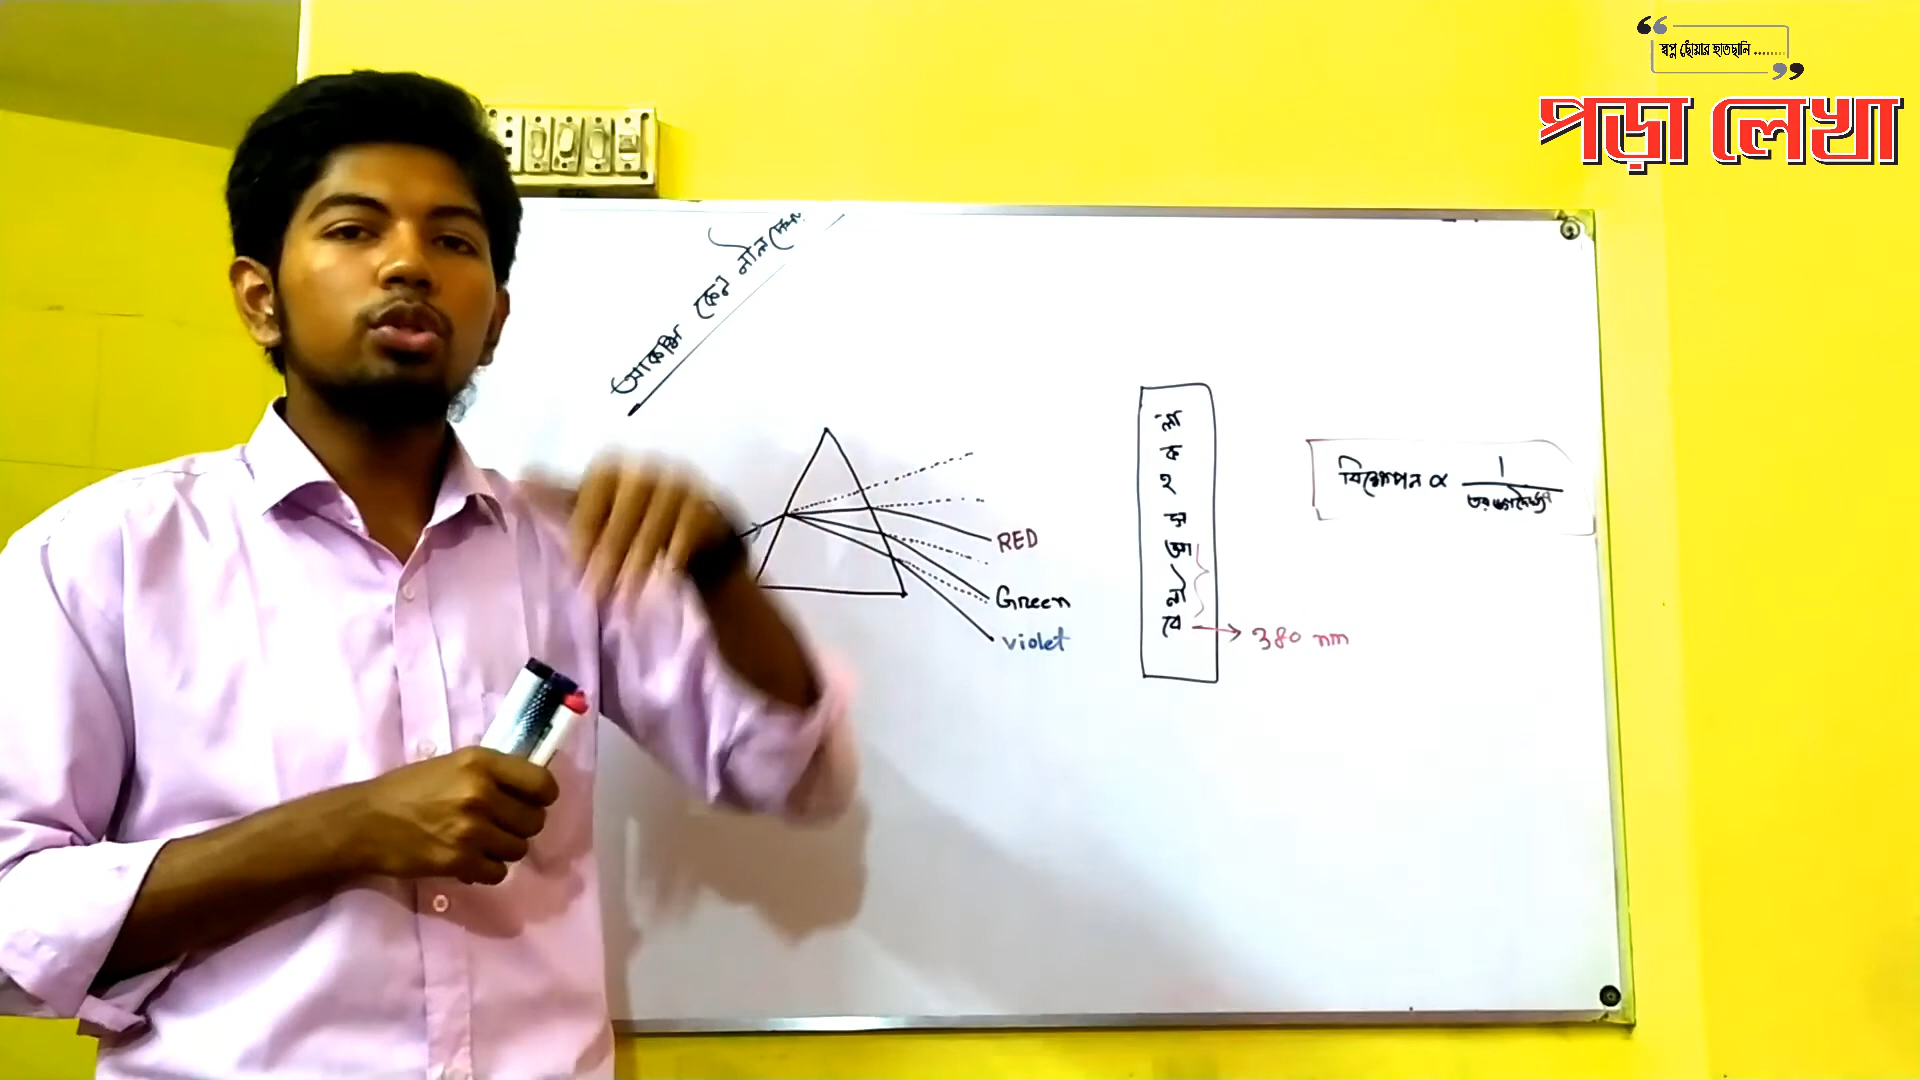 স্বপ্ন ছোঁয়ার হাতছানি ........
পড়া লেখা
আকাশ কেন নীল দেখায়
RED
Green
violet
লা
ক
হ
স
আ
নী
বে → 380 nm
বিক্ষেপন ∝ 1
তরঙ্গদৈর্ঘ্য